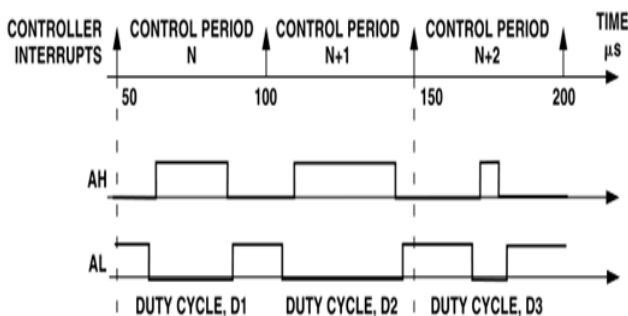 CONTROLLER INTERRUPTS
CONTROL PERIOD N
CONTROL PERIOD N+1
CONTROL PERIOD N+2
TIME μs
50
100
150
200
AH
AL
DUTY CYCLE, D1
DUTY CYCLE, D2
DUTY CYCLE, D3